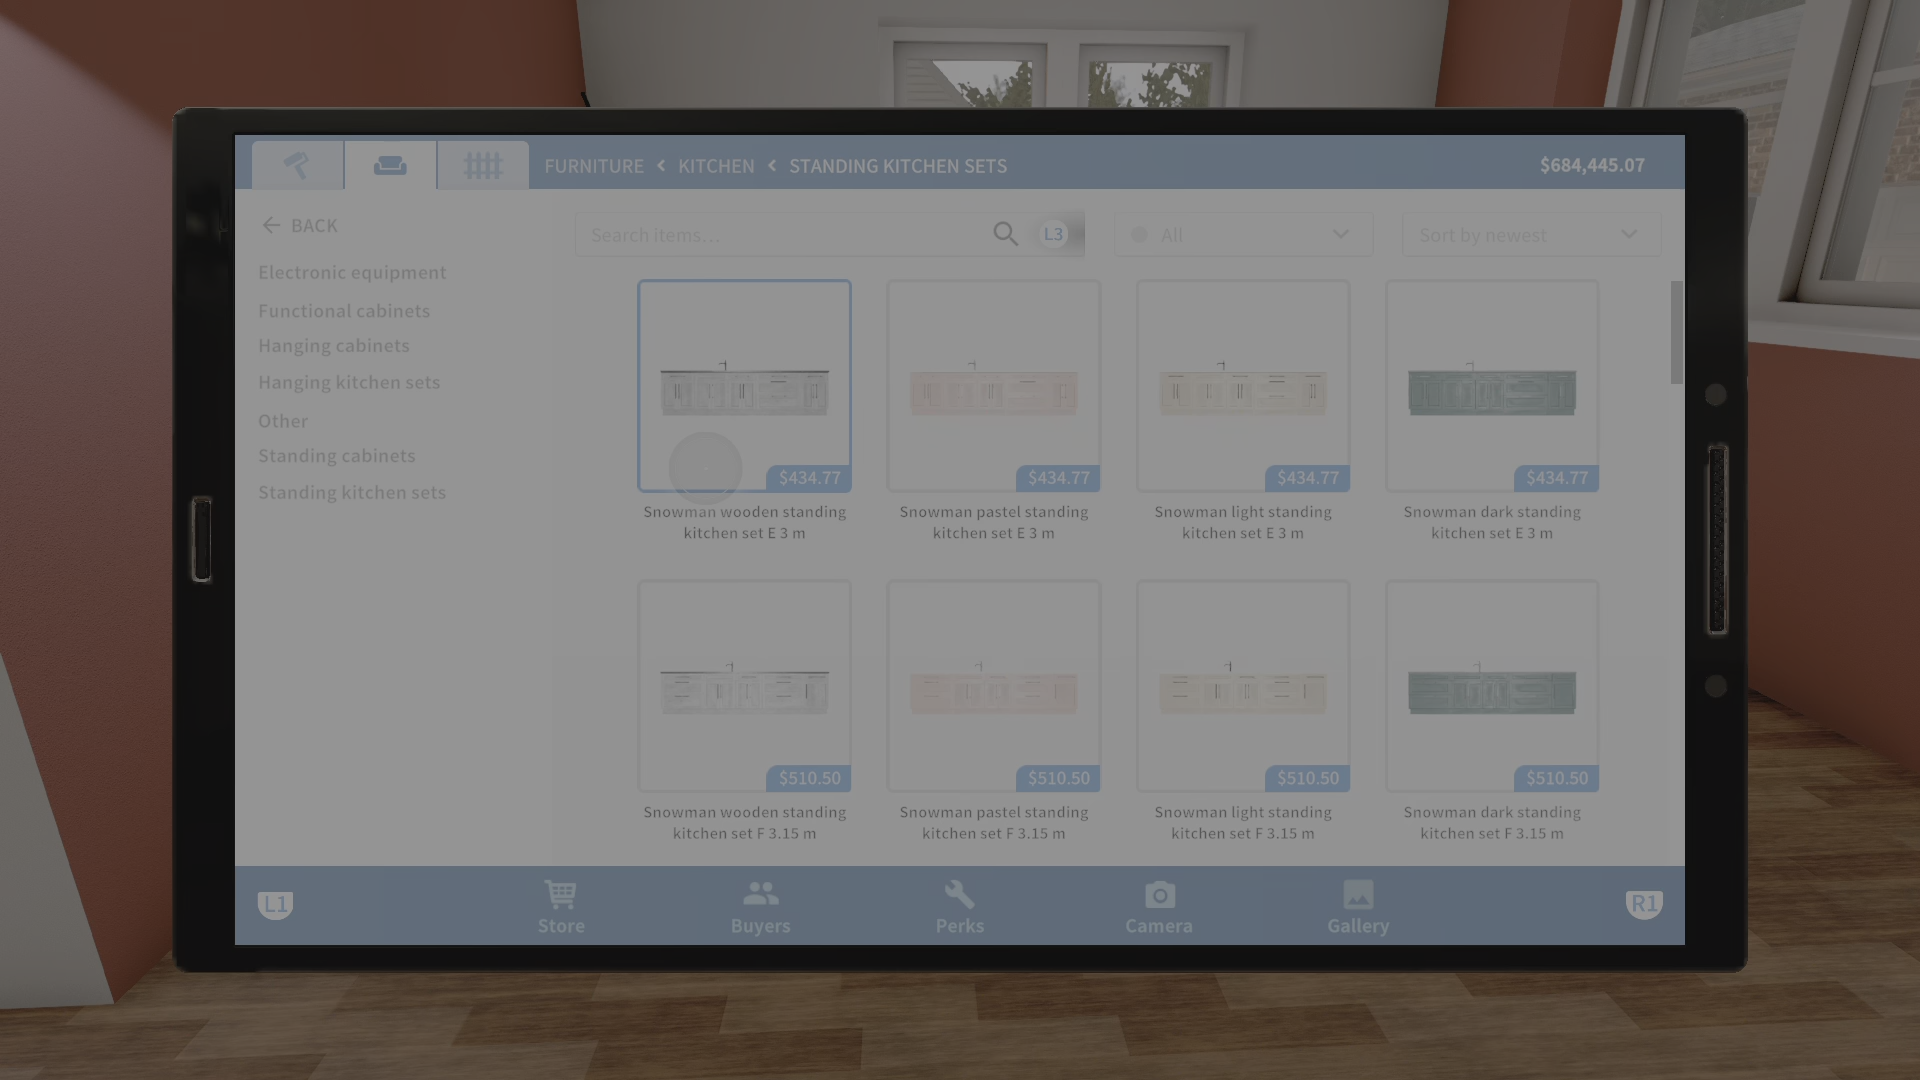 FURNITURE < KITCHEN < STANDING KITCHEN SETS
$684,445.07
BACK
Search items...
L3
All
Sort by newest
Electronic equipment
Functional cabinets
Hanging cabinets
Hanging kitchen sets
Other
Standing cabinets
Standing kitchen sets
$434.77
$434.77
$434.77
$434.77
Snowman wooden standing
kitchen set E 3 m
Snowman pastel standing
kitchen set E 3 m
Snowman light standing
kitchen set E 3 m
Snowman dark standing
kitchen set E 3 m
$510.50
$510.50
$510.50
$510.50
Snowman wooden standing
kitchen set F 3.15 m
Snowman pastel standing
kitchen set F 3.15 m
Snowman light standing
kitchen set F 3.15 m
Snowman dark standing
kitchen set F 3.15 m
L1
Store
Buyers
Perks
Camera
Gallery
R1